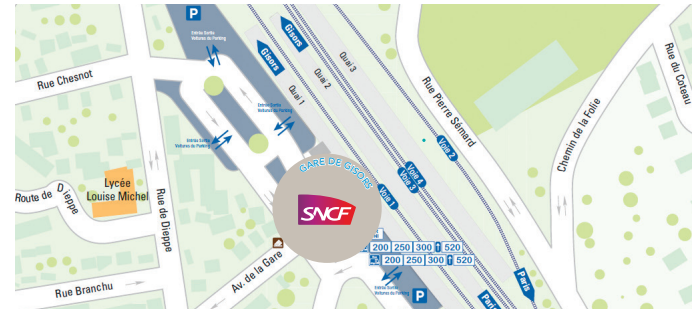 P
Entrée Sortie
Voitures du Parking
Gisors
Gisors
Quai 3
Quai 2
Quai 1
Rue Chesnot
Entrée Sortie
Voitures du Parking
Entrée Sortie
Voitures du Parking
Rue Pierre Sémard
Rue du Coteau
Chemin de la Folie
Voie 2
Voie 4
Voie 3
Voie 1
GARE DE GISORS
SNCF
Lycée
Louise Michel
Route de Dieppe
Rue de Dieppe
Av. de la Gare
Rue Branchu
200 250 300 520
200 250 300 520
Entrée Sortie
Voitures du Parking
P
Paris
Paris